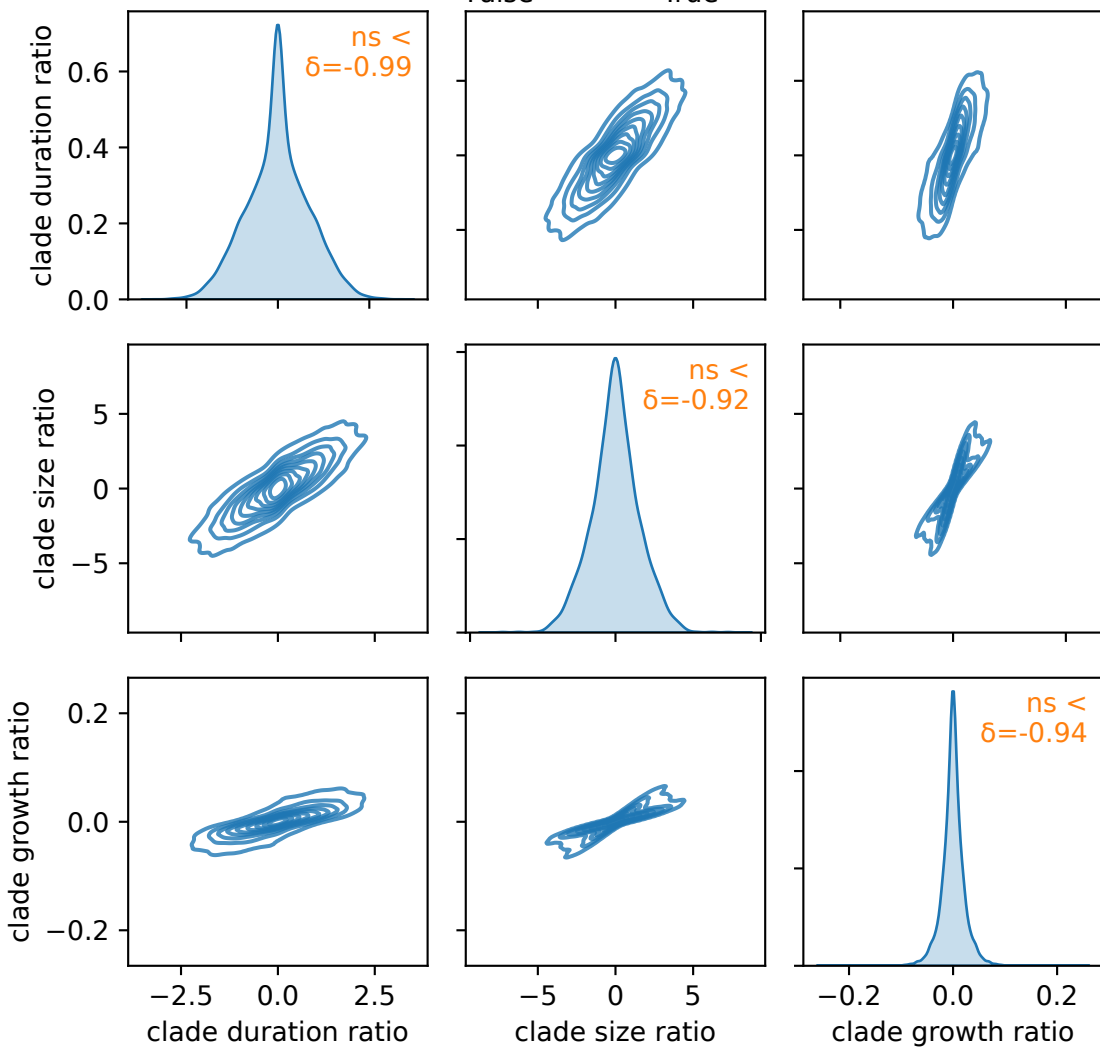 clade duration ratio
0.6
0.4
0.2
0.0
ns <
δ=-0.99
clade size ratio
5
0
−5
ns <
δ=-0.92
clade growth ratio
0.2
0.0
−0.2
ns <
δ=-0.94
−2.5 0.0 2.5
−5 0 5
−0.2 0.0 0.2
clade duration ratio
clade size ratio
clade growth ratio